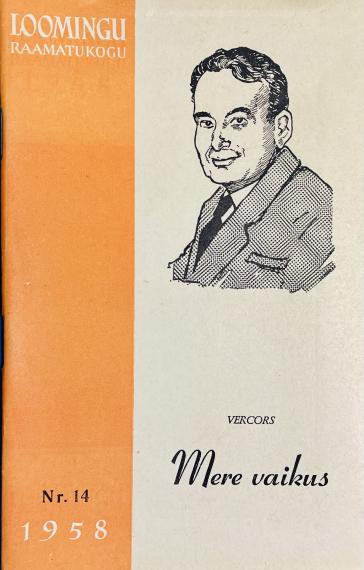 LOOMINGU
RAAMATUKOGU
VERCORS
Mere vaikus
Nr. 14
1958